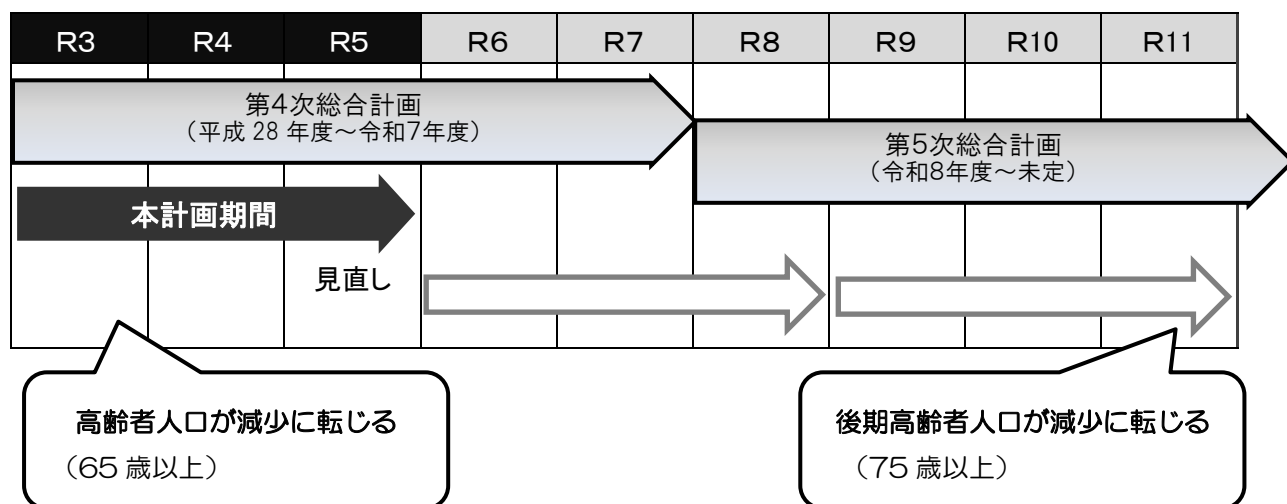 R3 R4 R5 R6 R7 R8 R9 R10 R11
第4次総合計画
（平成 28 年度～令和7年度）
第5次総合計画
（令和8年度～未定）
本計画期間
見直し
高齢者人口が減少に転じる
（65 歳以上）
後期高齢者人口が減少に転じる
（75 歳以上）